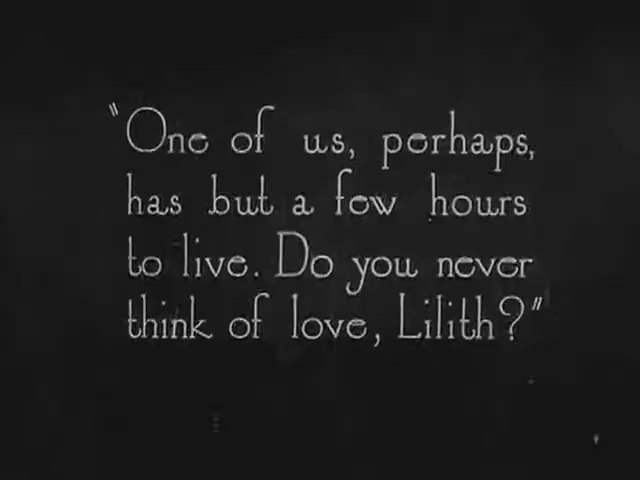 "One of us, perhaps,
has but a few hours
to live. Do you never
think of love, Lilith?"